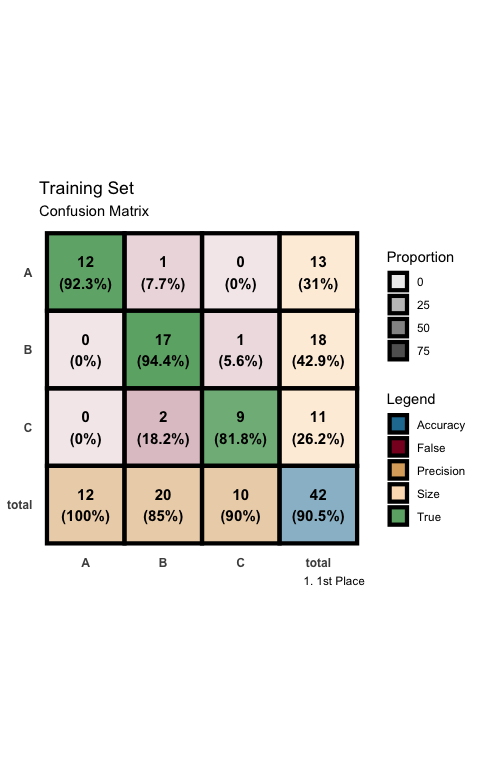 Training Set
Confusion Matrix
A
12
(92.3%)
1
(7.7%)
0
(0%)
13
(31%)
B
0
(0%)
17
(94.4%)
1
(5.6%)
18
(42.9%)
C
0
(0%)
2
(18.2%)
9
(81.8%)
11
(26.2%)
total
12
(100%)
20
(85%)
10
(90%)
42
(90.5%)
A
B
C
total
1. 1st Place
Proportion
0
25
50
75
Legend
Accuracy
False
Precision
Size
True